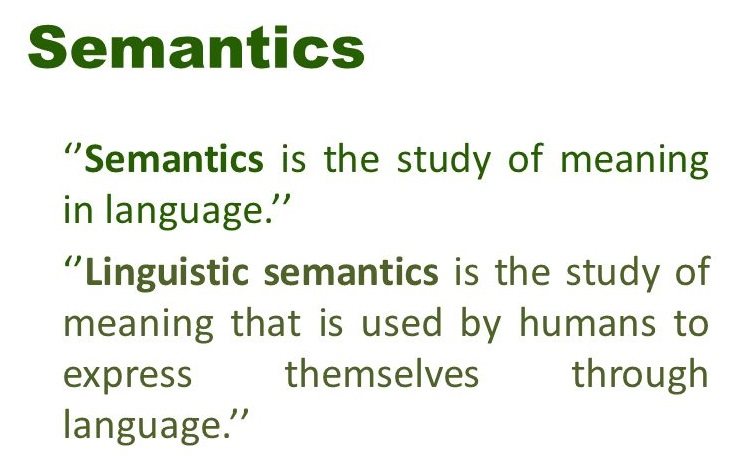 Semantics
‘’Semantics is the study of meaning
in language.’’
‘’Linguistic semantics is the study of
meaning that is used by humans to
express themselves through
language.’’